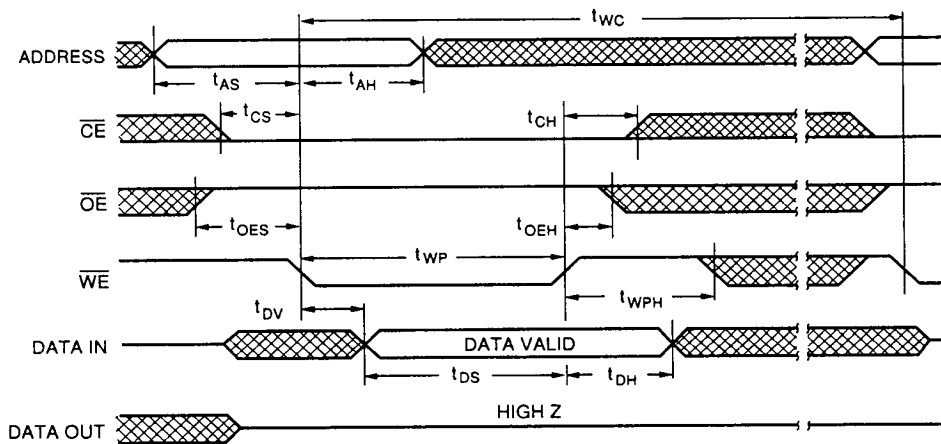 tWC
ADDRESS
tAS
tAH
tCS
tCH
CE
OE
tOES
tOEH
tWP
WE
tDV
tWPH
DATA IN
DATA VALID
tDS
tDH
HIGH Z
DATA OUT